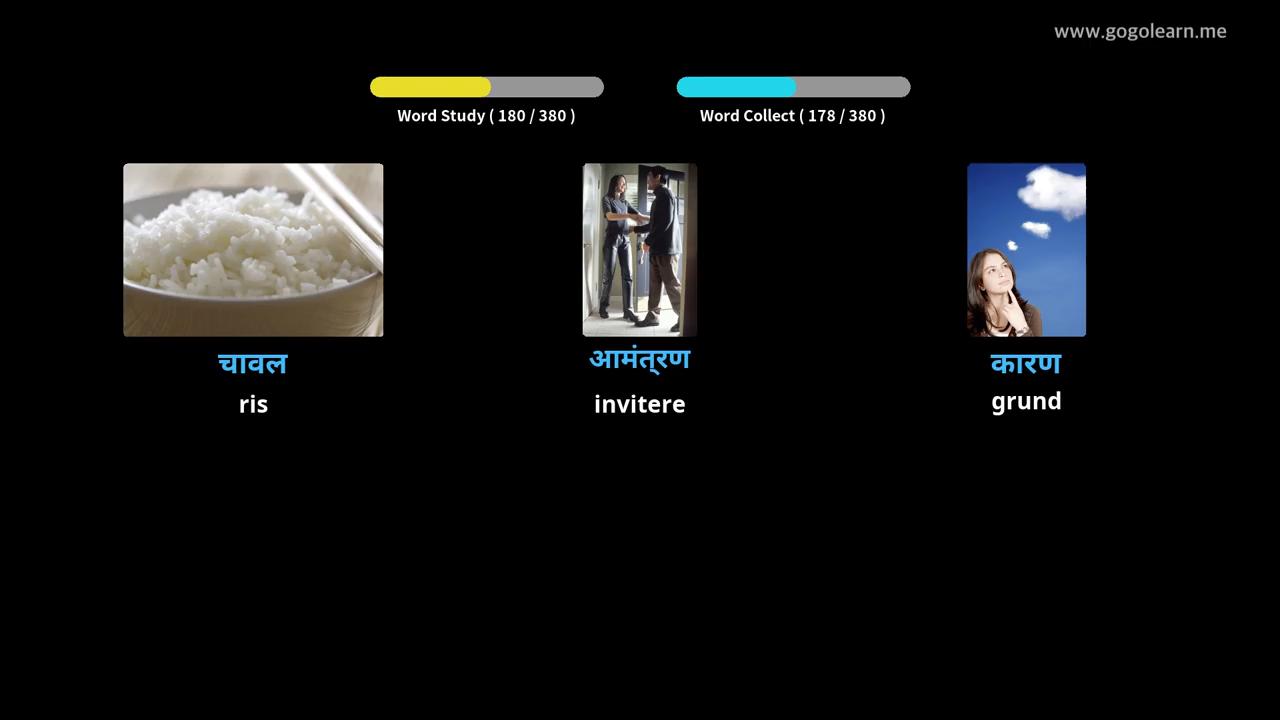 www.gogolearn.me
Word Study ( 180 / 380 )
Word Collect ( 178 / 380 )
चावल
आमंत्रण
कारण
ris
invitere
grund